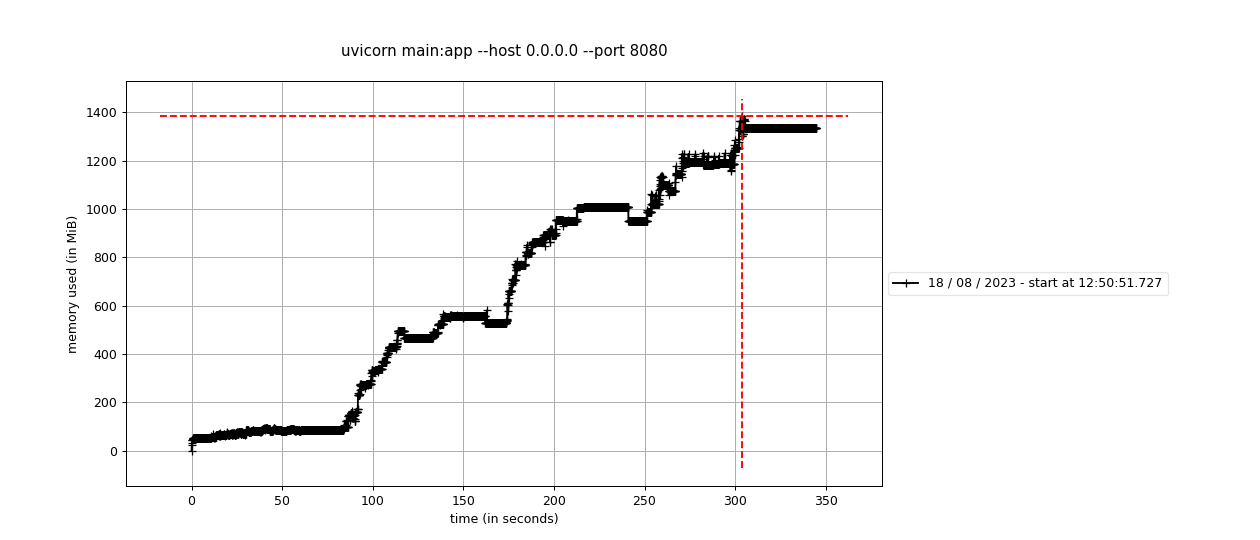 uvicorn main:app --host 0.0.0.0 --port 8080
1400
1200
1000
800
600
400
200
0
memory used (in MiB)
0 50 100 150 200 250 300 350
time (in seconds)
18 / 08 / 2023 - start at 12:50:51.727